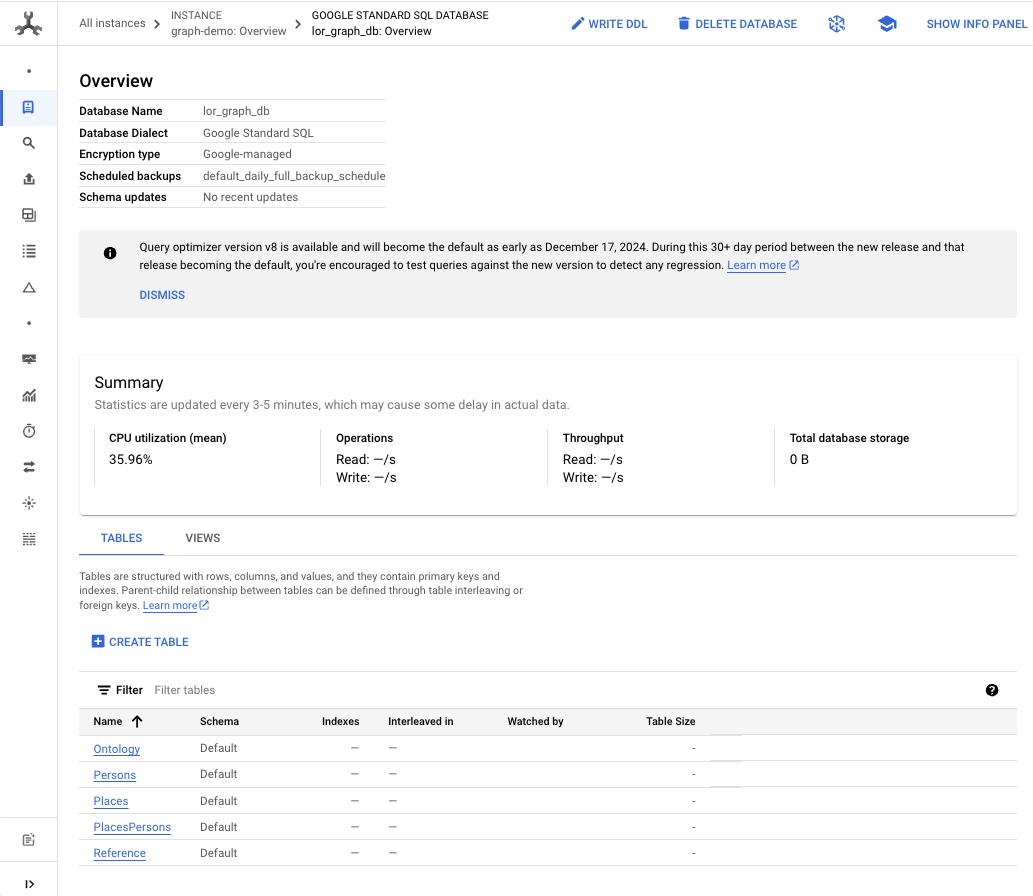 All instances
INSTANCE
graph-demo: Overview
GOOGLE STANDARD SQL DATABASE
lor_graph_db: Overview
WRITE DDL
DELETE DATABASE
SHOW INFO PANEL
Overview
Database Name lor_graph_db
Database Dialect Google Standard SQL
Encryption type Google-managed
Scheduled backups default_daily_full_backup_schedule
Schema updates No recent updates
Query optimizer version v8 is available and will become the default as early as December 17, 2024. During this 30+ day period between the new release and that
release becoming the default, you're encouraged to test queries against the new version to detect any regression. Learn more
DISMISS
Summary
Statistics are updated every 3-5 minutes, which may cause some delay in actual data.
CPU utilization (mean) Operations Throughput Total database storage
35.96% Read: —/s Read: —/s 0 B
Write: —/s Write: —/s
TABLES VIEWS
Tables are structured with rows, columns, and values, and they contain primary keys and
indexes. Parent-child relationship between tables can be defined through table interleaving or
foreign keys. Learn more
CREATE TABLE
Filter Filter tables
Name Schema Indexes Interleaved in Watched by Table Size
Ontology Default — — -
Persons Default — — -
Places Default — — -
PlacesPersons Default — — -
Reference Default — — -